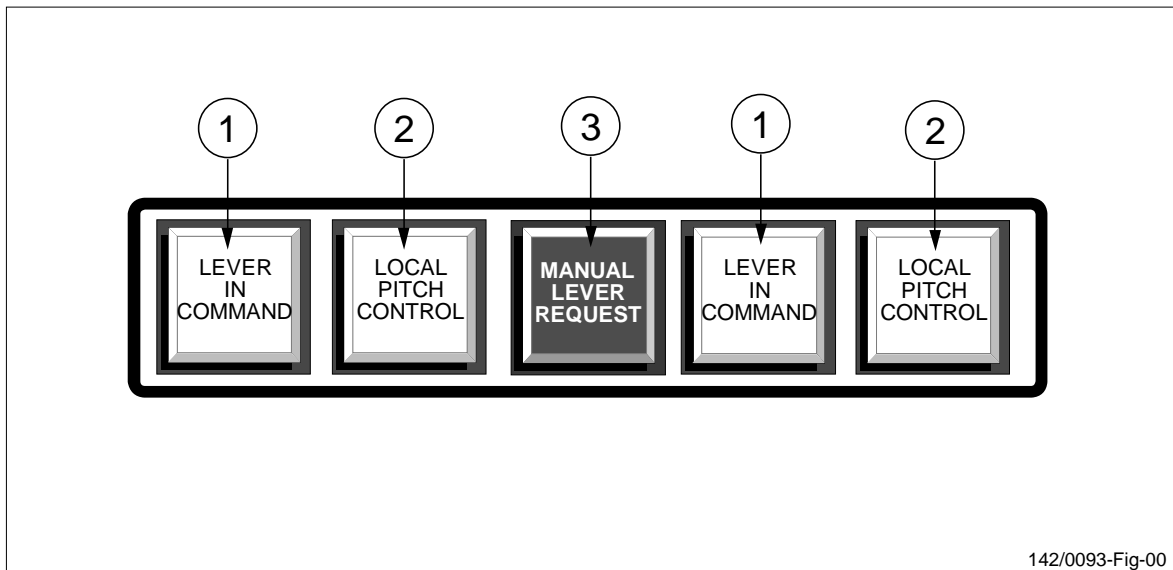 1
2
3
1
2
LEVER
IN
COMMAND
LOCAL
PITCH
CONTROL
MANUAL
LEVER
REQUEST
LEVER
IN
COMMAND
LOCAL
PITCH
CONTROL
142/0093-Fig-00